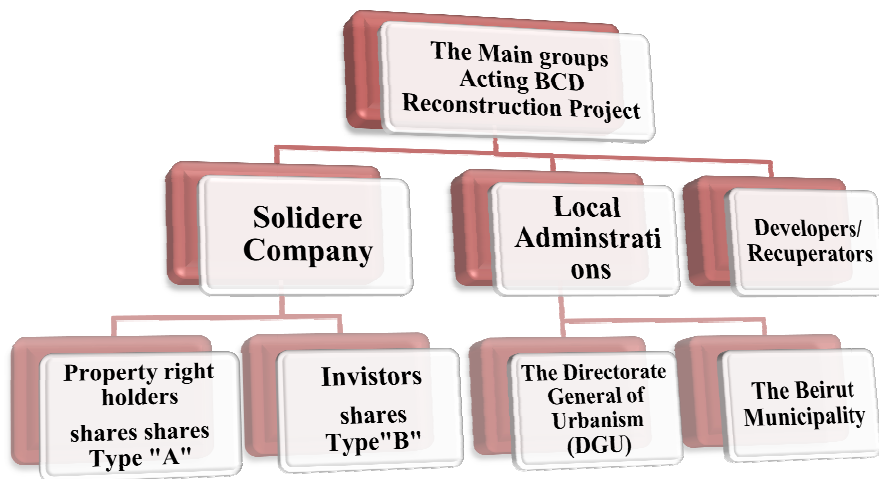 The Main groups
Acting BCD
Reconstruction Project
Solidere
Company
Local
Adminstrati
ons
Developers/
Recuperators
Property right
holders
shares shares
Type "A"
Invistors
shares
Type"B"
The Directorate
General of
Urbanism
(DGU)
The Beirut
Municipality